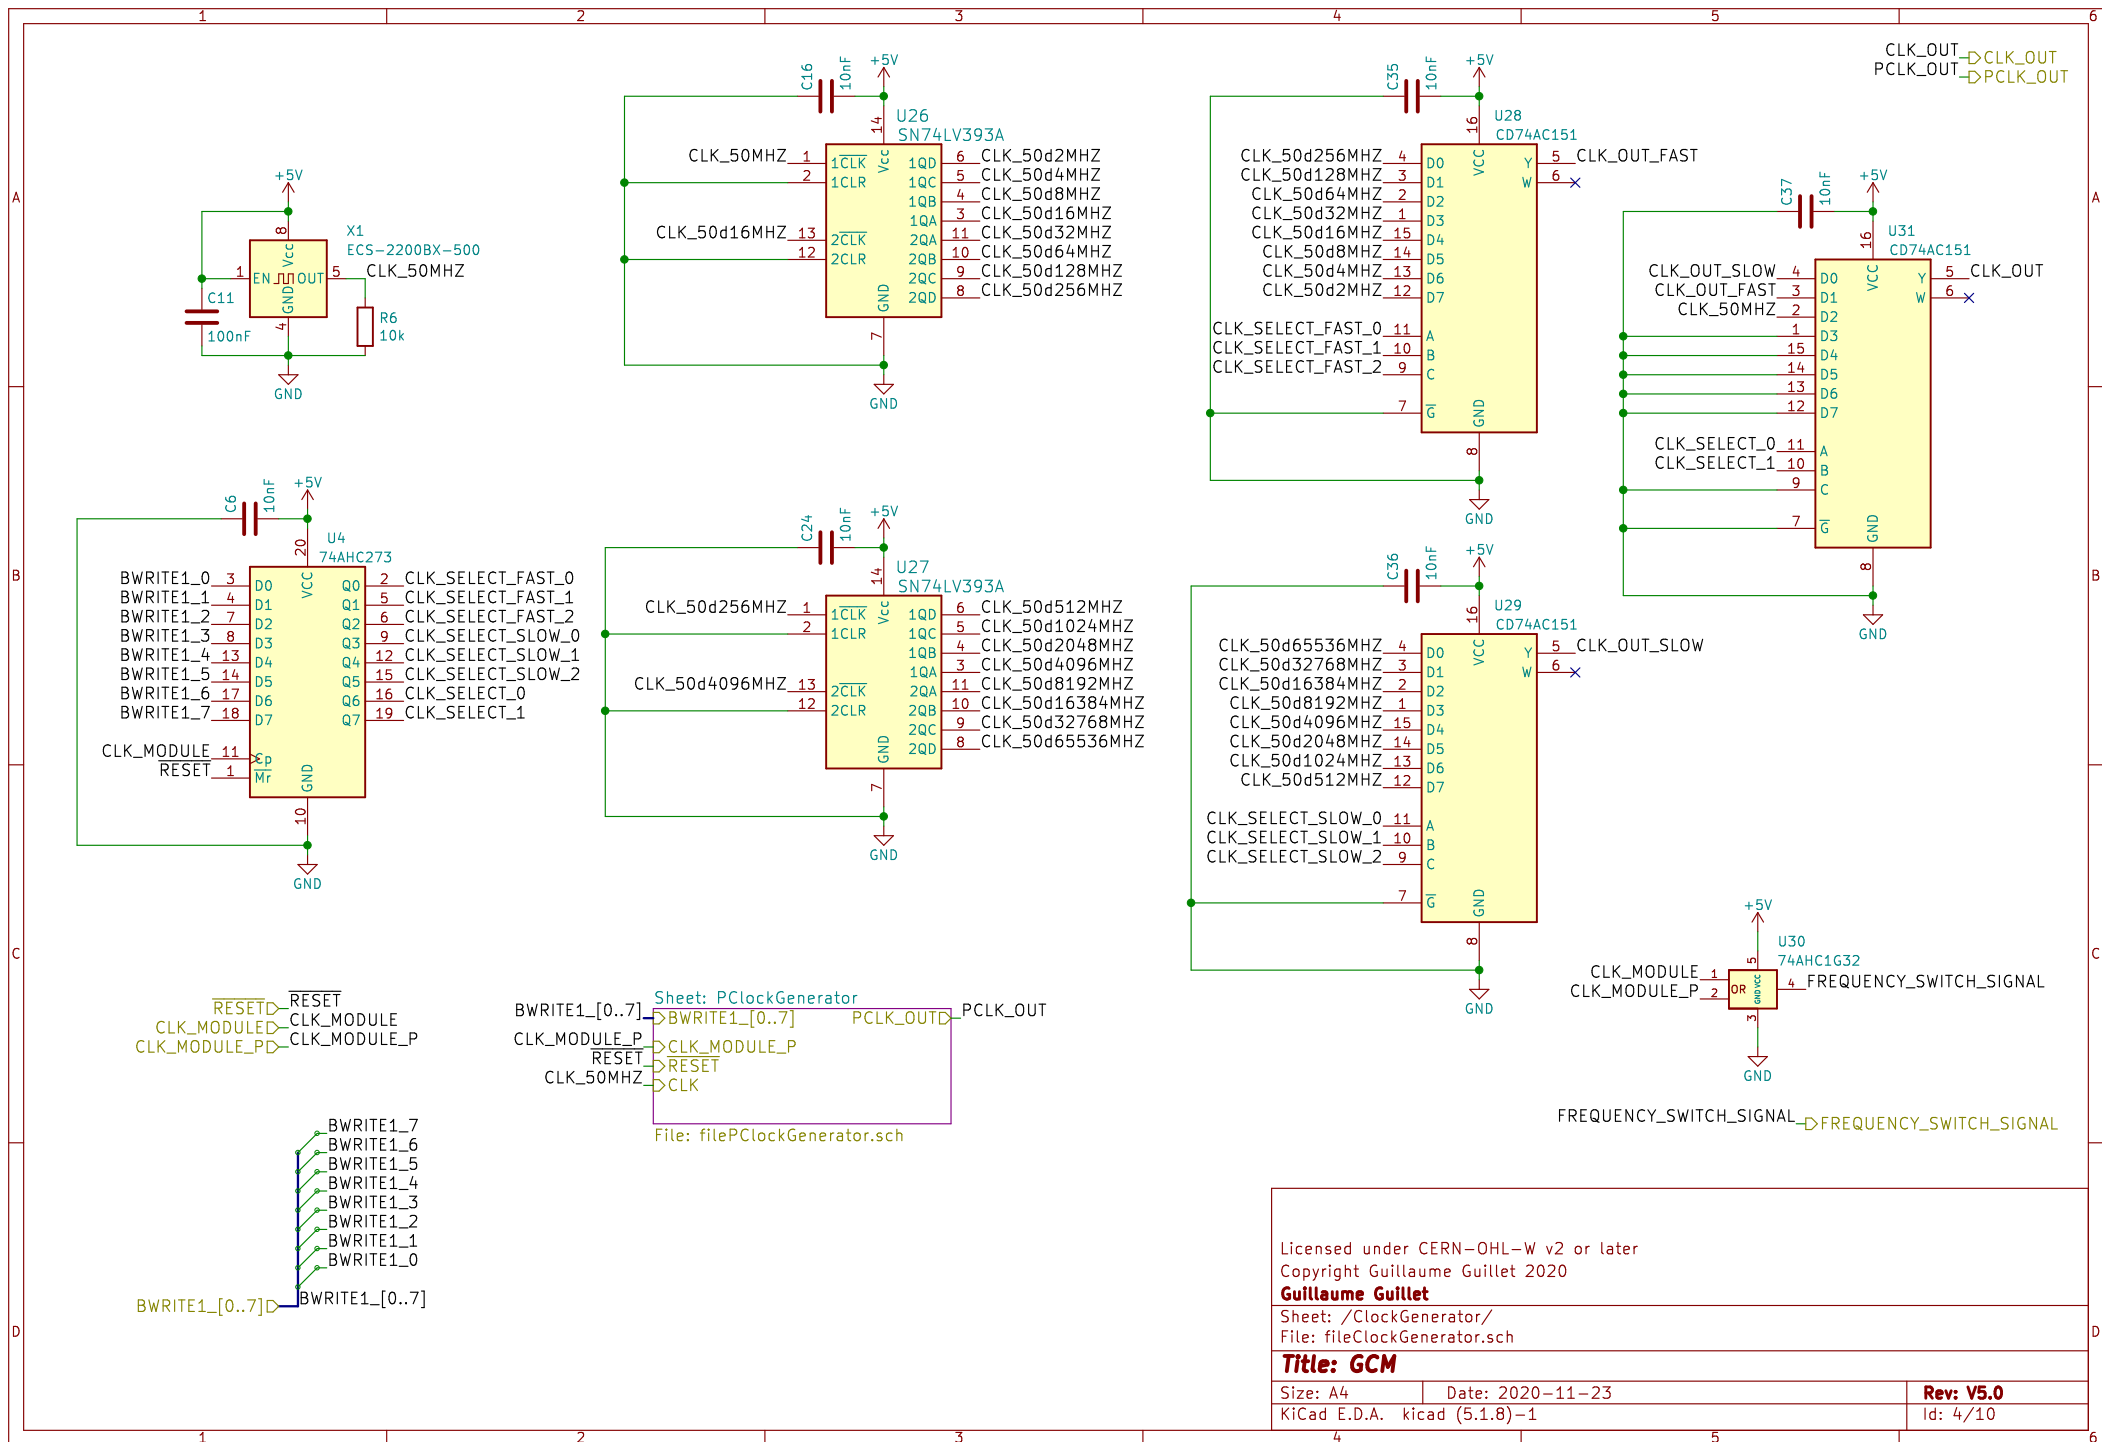 1 2 3 4 5 6
A A
B B
C C
D D
1 2 3 4 5 6
CLK_OUT CLK_OUT
PCLK_OUT PCLK_OUT
+5V
X1
ECS-2200BX-500
8
Vcc
1 EN OUT 5 CLK_50MHZ
GND
4
C11
100nF
R6
10k
GND
C16
10nF
+5V
U26
SN74LV393A
14
Vcc
CLK_50MHZ 1 1CLK 1QD 6 CLK_50d2MHZ
2 1CLR 1QC 5 CLK_50d4MHZ
1QB 4 CLK_50d8MHZ
1QA 3 CLK_50d16MHZ
CLK_50d16MHZ 13 2CLK 2QA 11 CLK_50d32MHZ
12 2CLR 2QB 10 CLK_50d64MHZ
2QC 9 CLK_50d128MHZ
2QD 8 CLK_50d256MHZ
GND
7
GND
C35
10nF
+5V
U28
CD74AC151
16
VCC
CLK_50d256MHZ 4 D0 Y 5 CLK_OUT_FAST
CLK_50d128MHZ 3 D1 W 6
CLK_50d64MHZ 2 D2
CLK_50d32MHZ 1 D3
CLK_50d16MHZ 15 D4
CLK_50d8MHZ 14 D5
CLK_50d4MHZ 13 D6
CLK_50d2MHZ 12 D7
CLK_SELECT_FAST_0 11 A
CLK_SELECT_FAST_1 10 B
CLK_SELECT_FAST_2 9 C
7 G
GND
8
GND
C37
10nF
+5V
U31
CD74AC151
16
VCC
CLK_OUT_SLOW 4 D0 Y 5 CLK_OUT
CLK_OUT_FAST 3 D1 W 6
CLK_50MHZ 2 D2
1 D3
15 D4
14 D5
13 D6
12 D7
CLK_SELECT_0 11 A
CLK_SELECT_1 10 B
9 C
7 G
GND
8
GND
C6
10nF
+5V
U4
74AHC273
20
VCC
BWRITE1_0 3 D0 Q0 2 CLK_SELECT_FAST_0
BWRITE1_1 4 D1 Q1 5 CLK_SELECT_FAST_1
BWRITE1_2 7 D2 Q2 6 CLK_SELECT_FAST_2
BWRITE1_3 8 D3 Q3 9 CLK_SELECT_SLOW_0
BWRITE1_4 13 D4 Q4 12 CLK_SELECT_SLOW_1
BWRITE1_5 14 D5 Q5 15 CLK_SELECT_SLOW_2
BWRITE1_6 17 D6 Q6 16 CLK_SELECT_0
BWRITE1_7 18 D7 Q7 19 CLK_SELECT_1
CLK_MODULE 11 Cp
RESET 1 Mr
GND
10
GND
C24
10nF
+5V
U27
SN74LV393A
14
Vcc
CLK_50d256MHZ 1 1CLK 1QD 6 CLK_50d512MHZ
2 1CLR 1QC 5 CLK_50d1024MHZ
1QB 4 CLK_50d2048MHZ
1QA 3 CLK_50d4096MHZ
CLK_50d4096MHZ 13 2CLK 2QA 11 CLK_50d8192MHZ
12 2CLR 2QB 10 CLK_50d16384MHZ
2QC 9 CLK_50d32768MHZ
2QD 8 CLK_50d65536MHZ
GND
7
GND
C36
10nF
+5V
U29
CD74AC151
16
VCC
CLK_50d65536MHZ 4 D0 Y 5 CLK_OUT_SLOW
CLK_50d32768MHZ 3 D1 W 6
CLK_50d16384MHZ 2 D2
CLK_50d8192MHZ 1 D3
CLK_50d4096MHZ 15 D4
CLK_50d2048MHZ 14 D5
CLK_50d1024MHZ 13 D6
CLK_50d512MHZ 12 D7
CLK_SELECT_SLOW_0 11 A
CLK_SELECT_SLOW_1 10 B
CLK_SELECT_SLOW_2 9 C
7 G
GND
8
GND
+5V
U30
74AHC1G32
5
CLK_MODULE 1
CLK_MODULE_P 2
OR GND VCC
4 FREQUENCY_SWITCH_SIGNAL
3
GND
FREQUENCY_SWITCH_SIGNAL FREQUENCY_SWITCH_SIGNAL
RESET RESET
CLK_MODULE CLK_MODULE
CLK_MODULE_P CLK_MODULE_P
Sheet: PClockGenerator
BWRITE1_[0..7] BWRITE1_[0..7] PCLK_OUT PCLK_OUT
CLK_MODULE_P CLK_MODULE_P
RESET RESET
CLK_50MHZ CLK
File: filePClockGenerator.sch
BWRITE1_7
BWRITE1_6
BWRITE1_5
BWRITE1_4
BWRITE1_3
BWRITE1_2
BWRITE1_1
BWRITE1_0
BWRITE1_[0..7] BWRITE1_[0..7]
Licensed under CERN-OHL-W v2 or later
Copyright Guillaume Guillet 2020
Guillaume Guillet
Sheet: /ClockGenerator/
File: fileClockGenerator.sch
Title: GCM
Size: A4 Date: 2020-11-23 Rev: V5.0
KiCad E.D.A. kicad (5.1.8)-1 Id: 4/10